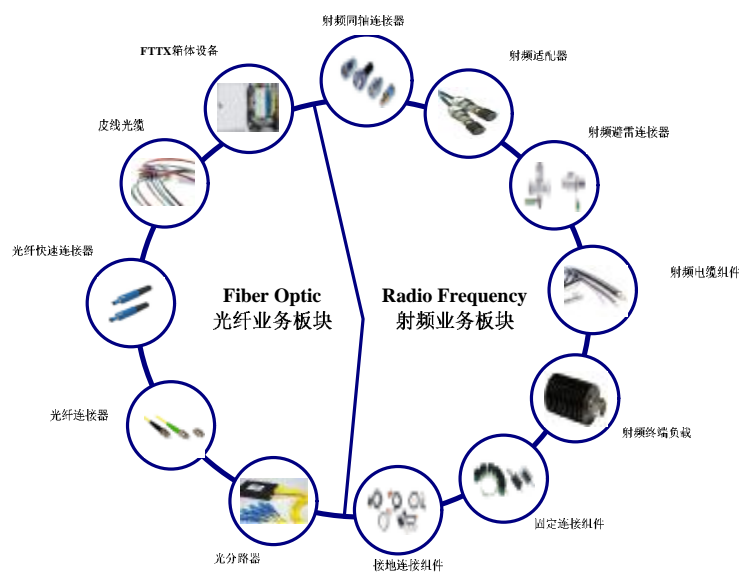 射频同轴连接器
FTTX箱体设备
射频适配器
皮线光缆
射频避雷连接器
光纤快速连接器
射频电缆组件
Fiber Optic
光纤业务板块
Radio Frequency
射频业务板块
光纤连接器
射频终端负载
固定连接组件
光分路器
接地连接组件